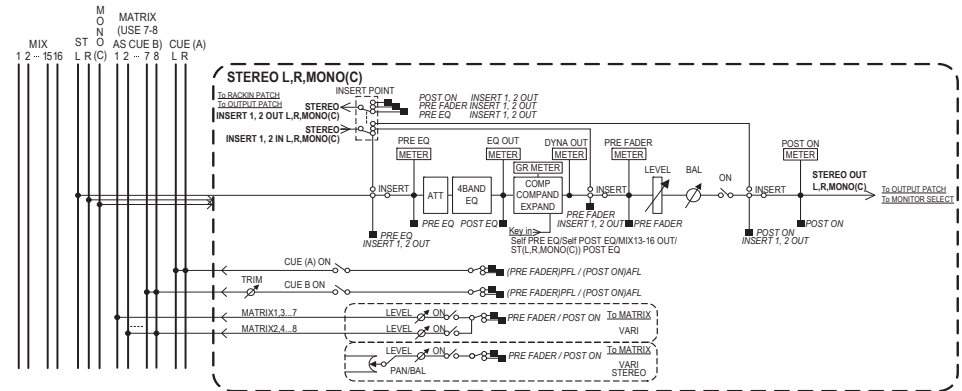 M
O
N
O
(C)
MATRIX
(USE 7-8
AS CUE B)
CUE (A)
MIX
ST
1 2 ··· 15 16
L R
1 2 ··· 7 8
L R
STEREO L,R,MONO(C)
To RACKIN PATCH
To OUTPUT PATCH
INSERT POINT
POST ON INSERT 1, 2 OUT
PRE FADER INSERT 1, 2 OUT
PRE EQ INSERT 1, 2 OUT
STEREO
INSERT 1, 2 OUT L,R,MONO(C)
STEREO
INSERT 1, 2 IN L,R,MONO(C)
PRE EQ
METER
EQ OUT
METER
DYNA OUT
METER
PRE FADER
METER
POST ON
METER
GR METER
LEVEL
BAL
ON
STEREO OUT
L,R,MONO(C)
To OUTPUT PATCH
To MONITOR SELECT
INSERT
ATT
4BAND
EQ
COMP
COMPAND
EXPAND
INSERT
INSERT
PRE EQ
POST EQ
PRE FADER
INSERT 1, 2 OUT
PRE FADER
POST ON
PRE EQ
INSERT 1, 2 OUT
Key in
Self PRE EQ/Self POST EQ/MIX13-16 OUT/
ST(L,R,MONO(C)) POST EQ
POST ON
INSERT 1, 2 OUT
CUE (A) ON
(PRE FADER)PFL / (POST ON)AFL
TRIM
CUE B ON
(PRE FADER)PFL / (POST ON)AFL
MATRIX1,3...7
LEVEL
ON
PRE FADER / POST ON
To MATRIX
MATRIX2,4...8
LEVEL
ON
VARI
LEVEL
ON
PRE FADER / POST ON
To MATRIX
PAN/BAL
VARI
STEREO